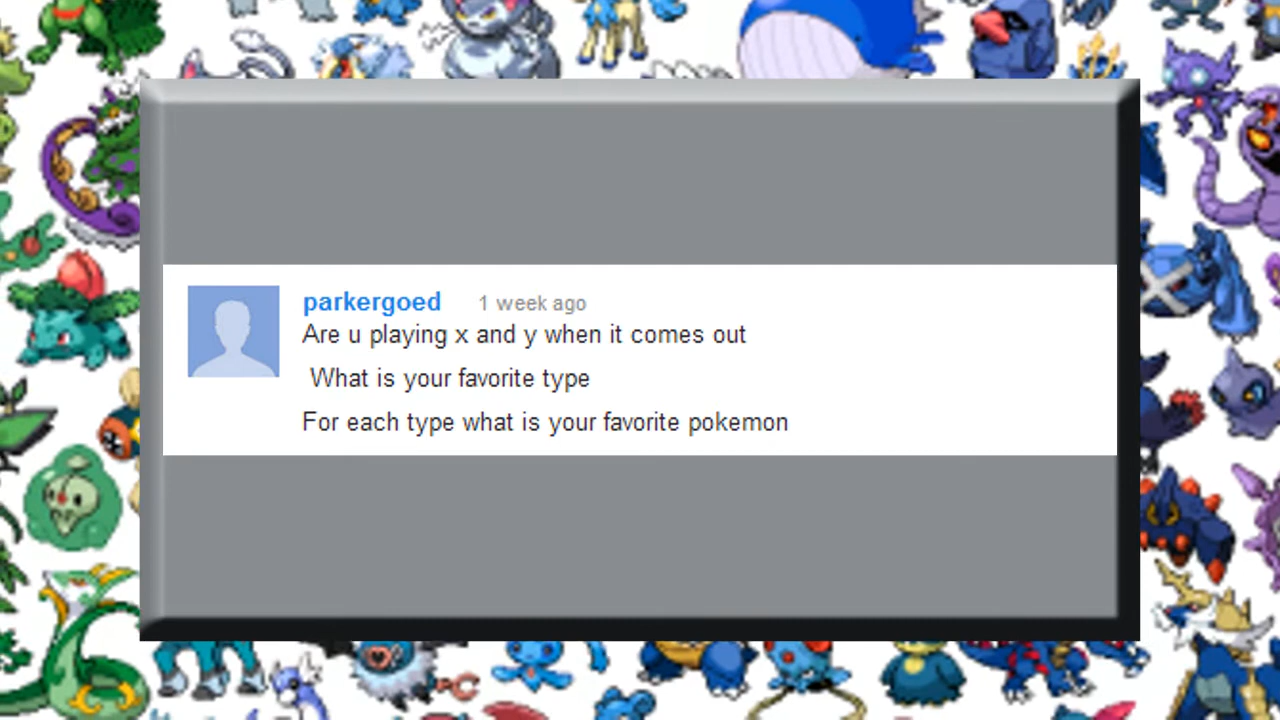 parkergoed 1 week ago
Are u playing x and y when it comes out
What is your favorite type
For each type what is your favorite pokemon